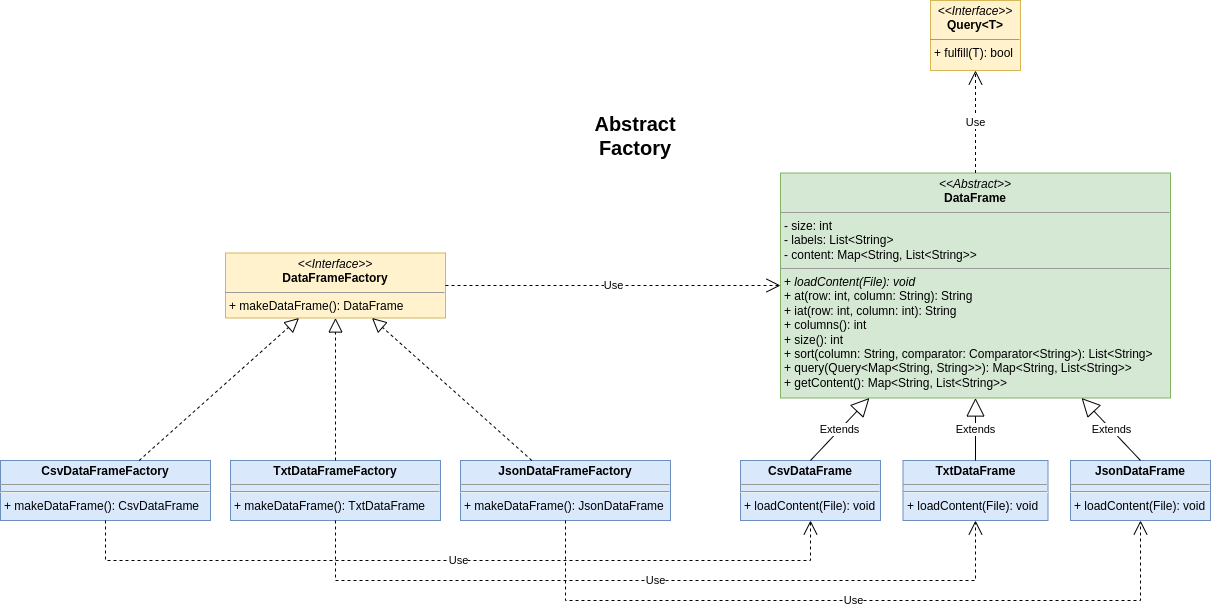 <<Interface>>
Query<T>
+ fulfill(T): bool
Use
Abstract
Factory
<<Abstract>>
DataFrame
- size: int
- labels: List<String>
- content: Map<String, List<String>>
+ loadContent(File): void
+ at(row: int, column: String): String
+ iat(row: int, column: int): String
+ columns(): int
+ size(): int
+ sort(column: String, comparator: Comparator<String>): List<String>
+ query(Query<Map<String, String>>): Map<String, List<String>>
+ getContent(): Map<String, List<String>>
<<Interface>>
DataFrameFactory
+ makeDataFrame(): DataFrame
Use
Extends
Extends
Extends
CsvDataFrameFactory
+ makeDataFrame(): CsvDataFrame
TxtDataFrameFactory
+ makeDataFrame(): TxtDataFrame
JsonDataFrameFactory
+ makeDataFrame(): JsonDataFrame
CsvDataFrame
+ loadContent(File): void
TxtDataFrame
+ loadContent(File): void
JsonDataFrame
+ loadContent(File): void
Use
Use
Use